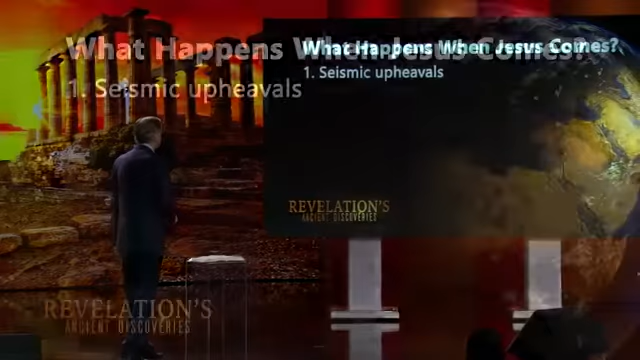 What Happens When Jesus Comes?
1. Seismic upheavals
What Happens When Jesus Comes?
1. Seismic upheavals
REVELATION'S
ANCIENT DISCOVERIES
REVELATION'S
ANCIENT DISCOVERIES